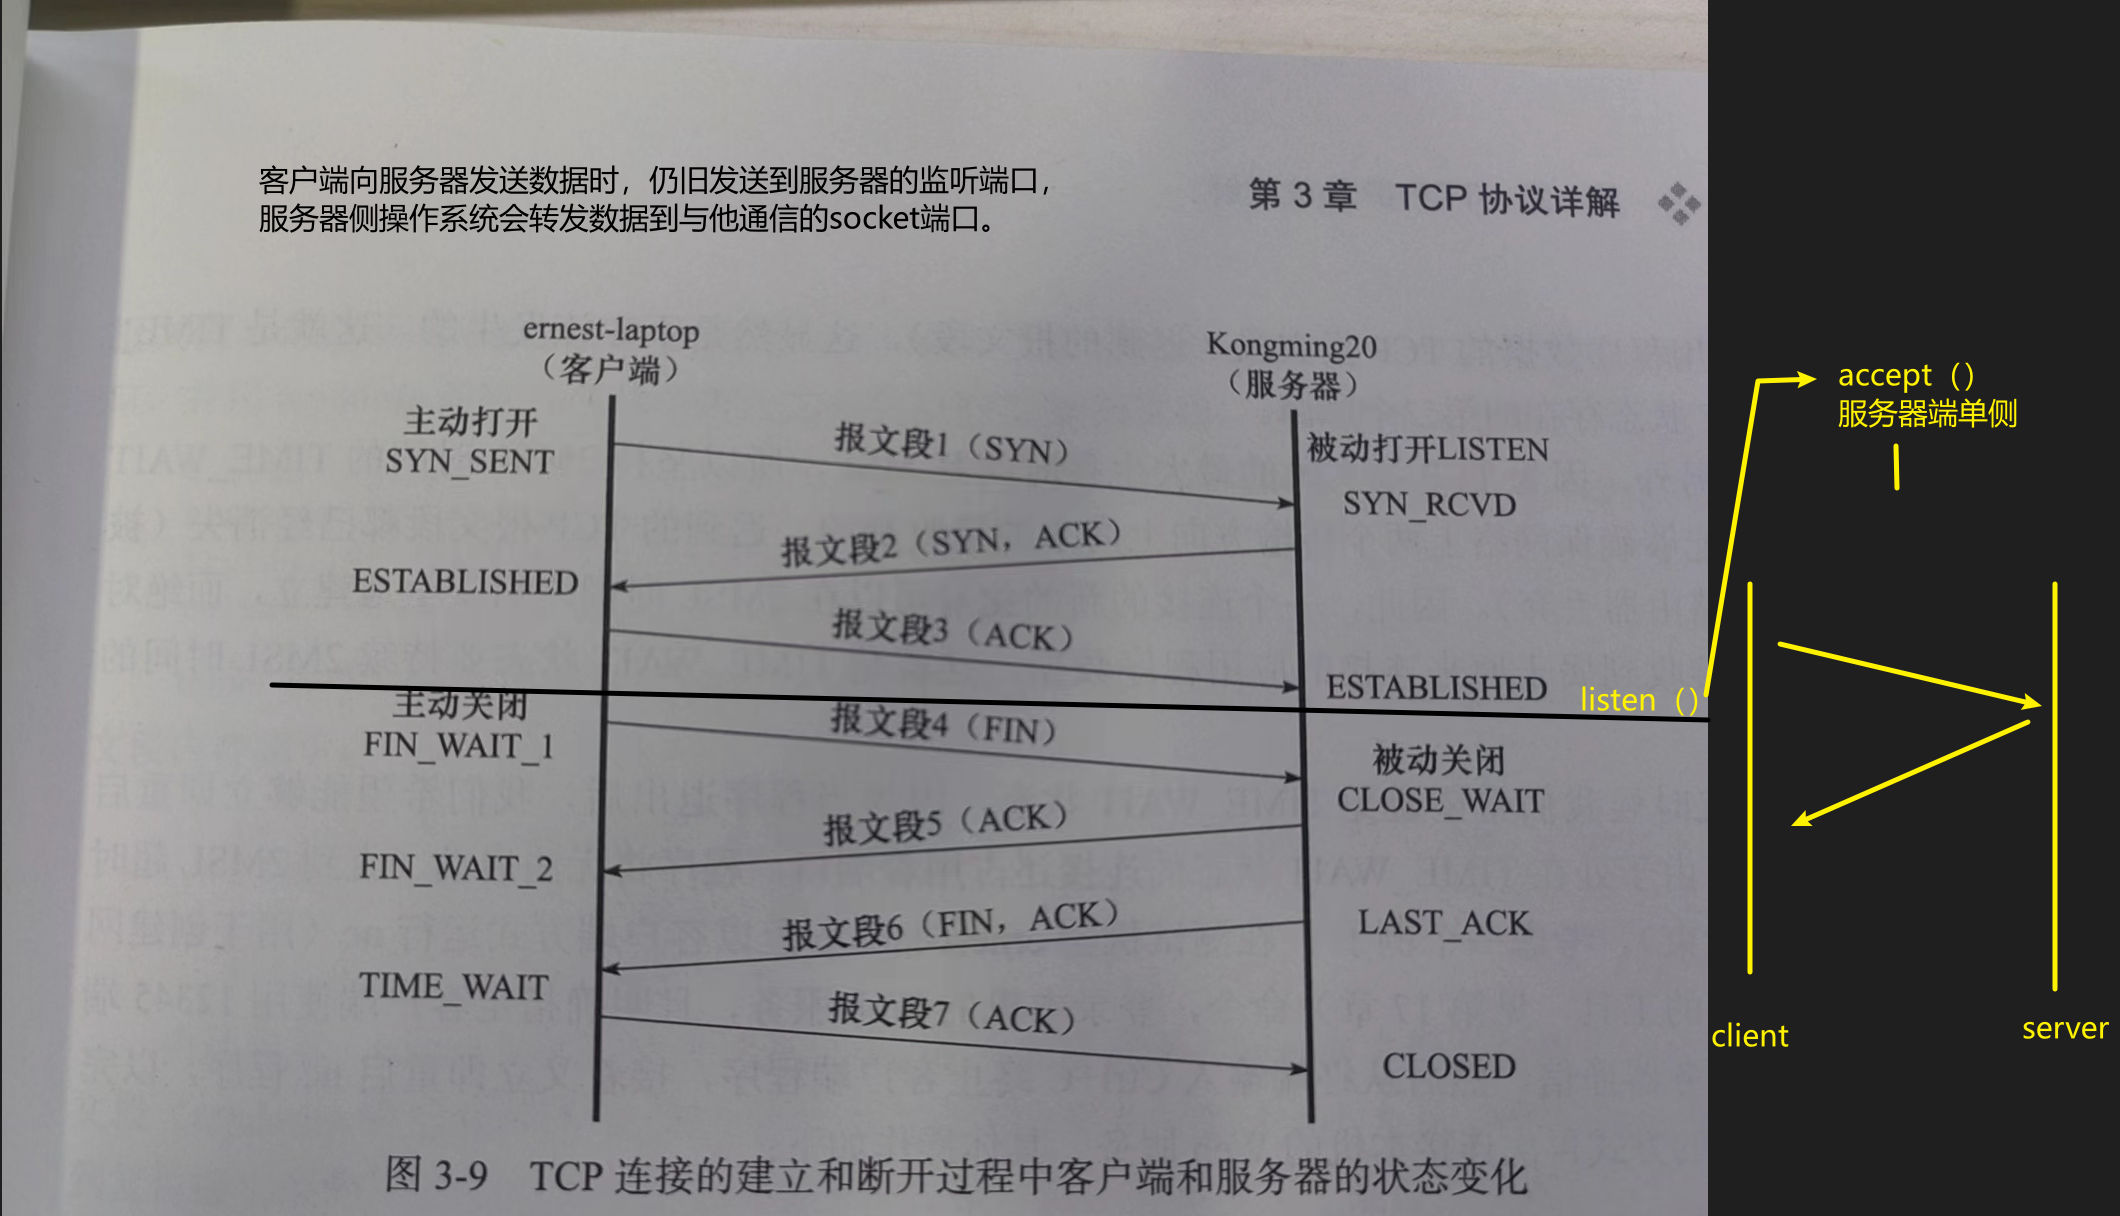 客户端向服务器发送数据时，仍旧发送到服务器的监听端口，
服务器侧操作系统会转发数据到与他通信的socket端口。
第 3 章 TCP 协议详解
ernest-laptop
（客户端）
Kongming20
（服务器）
主动打开
SYN_SENT
报文段1（SYN）
被动打开LISTEN
SYN_RCVD
报文段2（SYN，ACK）
ESTABLISHED
报文段3（ACK）
ESTABLISHED
listen（）
accept（）
服务器端单侧
主动关闭
FIN_WAIT_1
报文段4（FIN）
被动关闭
CLOSE_WAIT
报文段5（ACK）
FIN_WAIT_2
报文段6（FIN，ACK）
LAST_ACK
TIME_WAIT
报文段7（ACK）
CLOSED
client
server
图 3-9 TCP 连接的建立和断开过程中客户端和服务器的状态变化